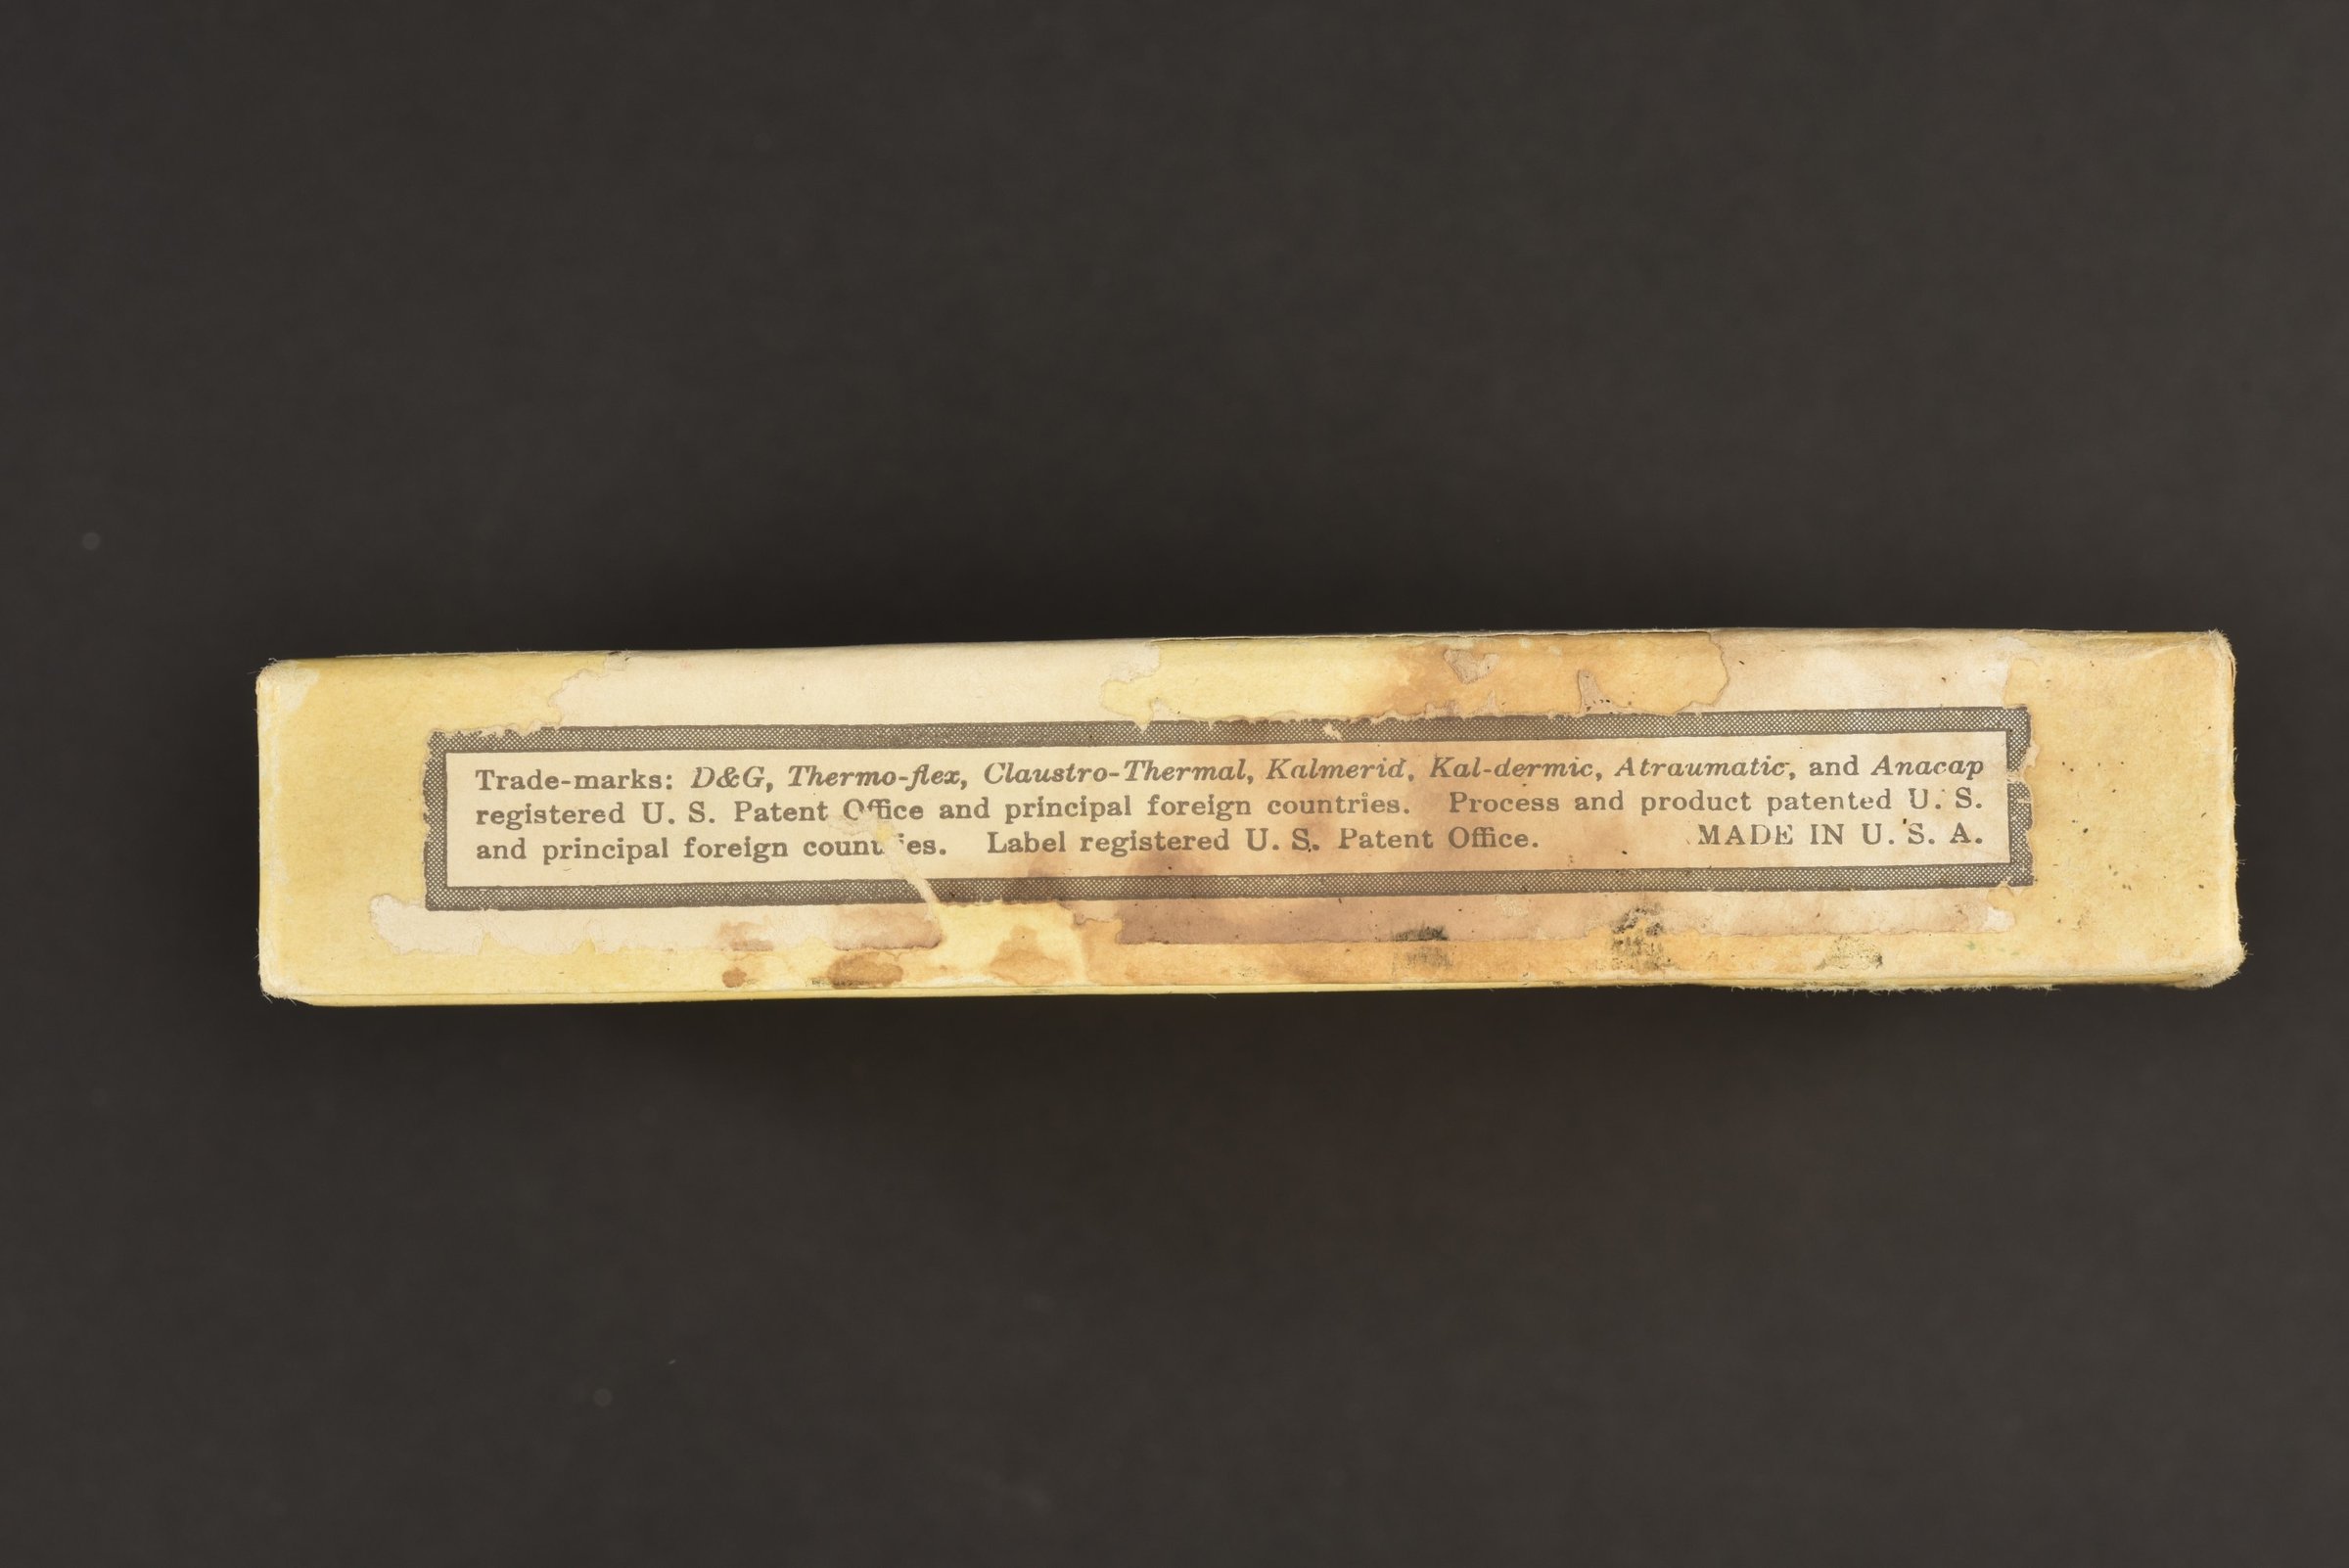 Trade-marks: D&G, Thermo-flex, Claustro-Thermal, Kalmerid, Kal-dermic, Atraumatic, and Anacap
registered U. S. Patent Office and principal foreign countries. Process and product patented U. S.
and principal foreign countries. Label registered U. S. Patent Office. MADE IN U. S. A.